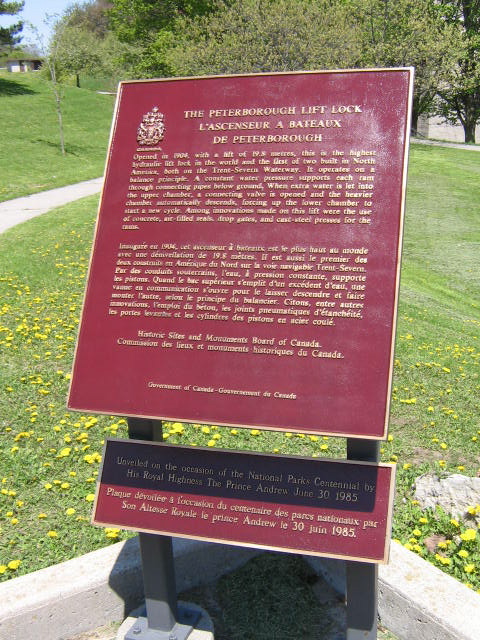 THE PETERBOROUGH LIFT LOCK
L'ASCENSEUR A BATEAUX
DE PETERBOROUGH
Opened in 1904, with a lift of 19.8 metres, this is the highest
hydraulic lift lock in the world and the first of two built in North
America, both on the Trent-Severn Waterway. It operates on a
balance principle. A constant water pressure supports each ram
through connecting pipes below ground. When extra water is let into
the upper chamber, a connecting valve is opened and the heavier
chamber automatically descends, forcing up the lower chamber to
start a new cycle. Among innovations made on this lift were the use
of concrete, air-filled seals, drop gates, and cast-steel presses for the
rams.
Inaugurée en 1904, cet ascenseur à bateaux est le plus haut au monde
avec une dénivellation de 19.8 mètres. Il est aussi le premier des
deux construits en Amérique du Nord sur la voie navigable Trent-Severn.
Par des conduits souterrains, l'eau, à pression constante, supporte
les pistons. Quand le bac supérieur s'emplit d'un excédent d'eau, une
vanne en communication s'ouvre pour le laisser descendre et faire
monter l'autre, selon le principe du balancier. Citons, entre autres
innovations, l'emploi du béton, les joints pneumatiques d'étanchéité,
les portes levantes et les cylindres des pistons en acier coulé.
Historic Sites and Monuments Board of Canada.
Commission des lieux et monuments historiques du Canada.
Government of Canada-Gouvernement du Canada
Unveiled on the occasion of the National Parks Centennial by
His Royal Highness The Prince Andrew June 30 1985
Plaque dévoilée à l'occasion du centenaire des parcs nationaux par
Son Altesse Royale le prince Andrew le 30 juin 1985.